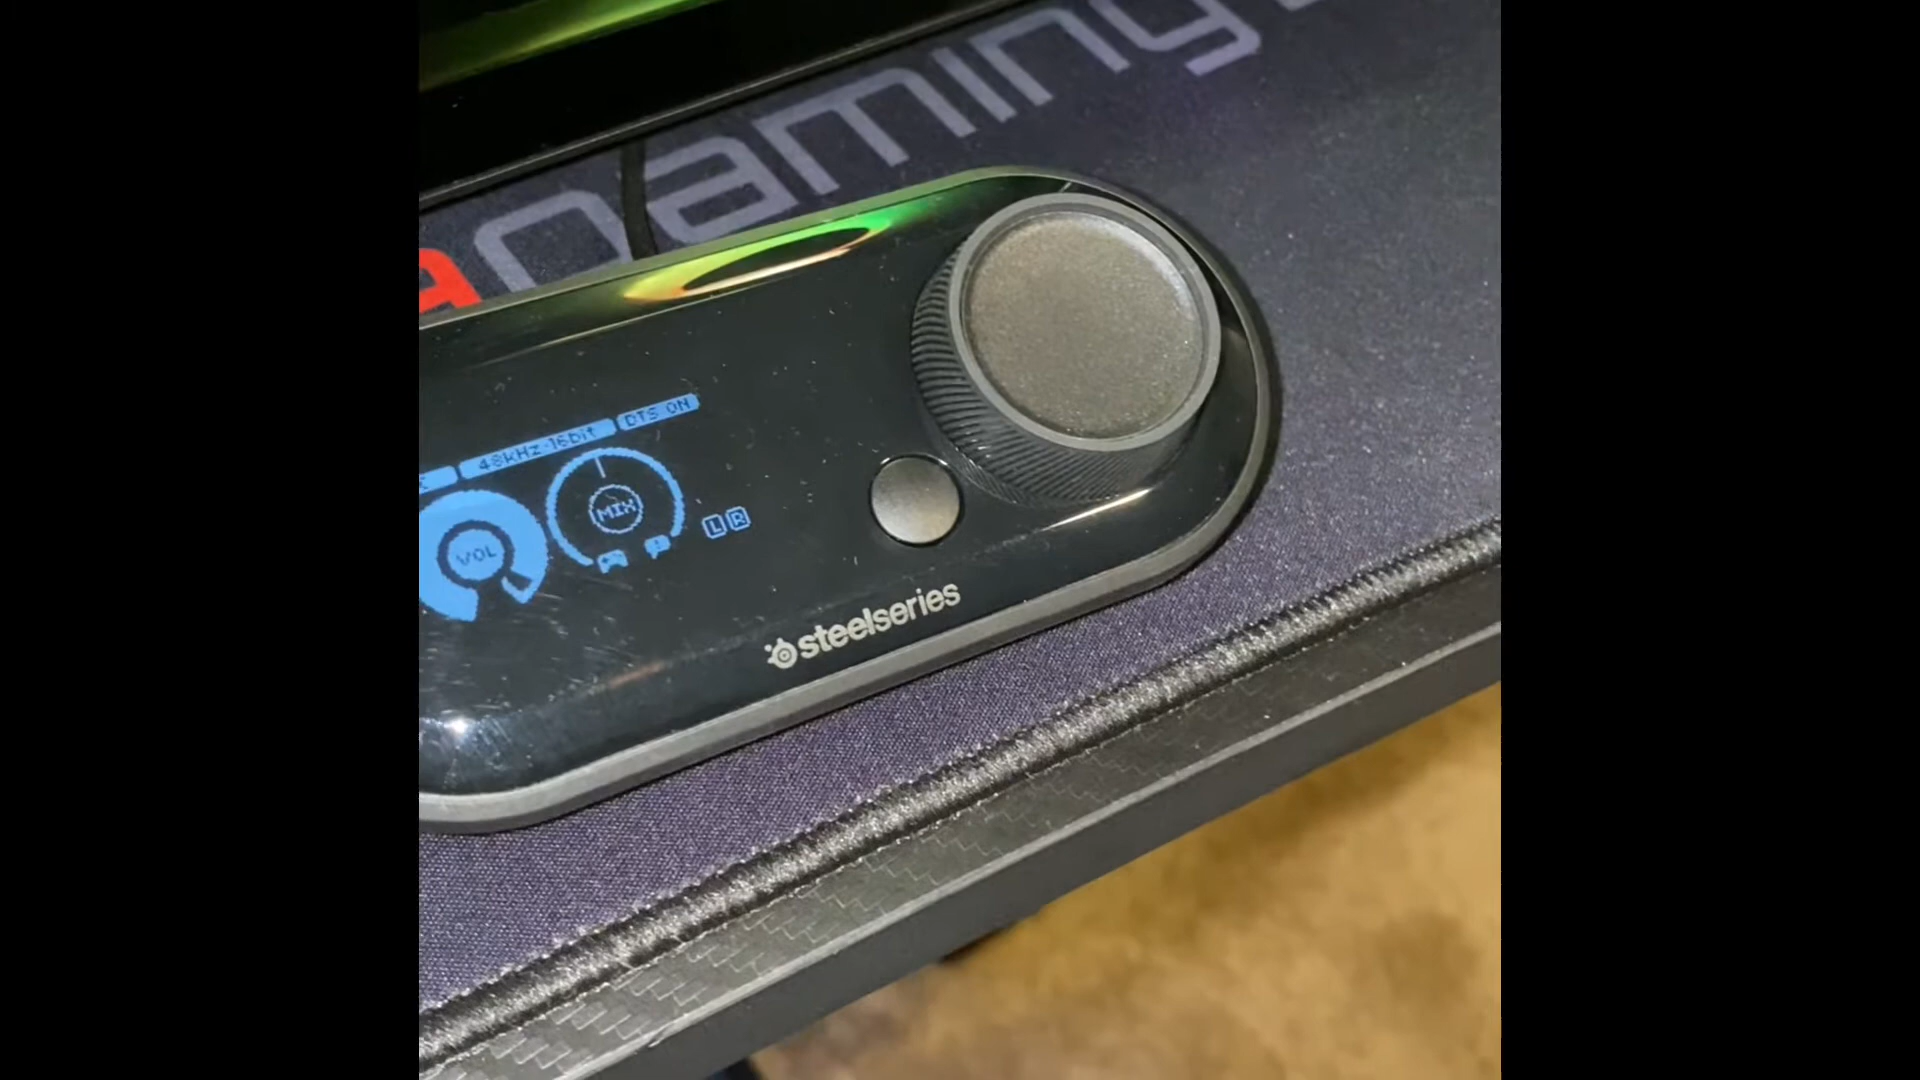 gaming
48kHz-16bit
DTS ON
VOL
MIX
L R
steelseries